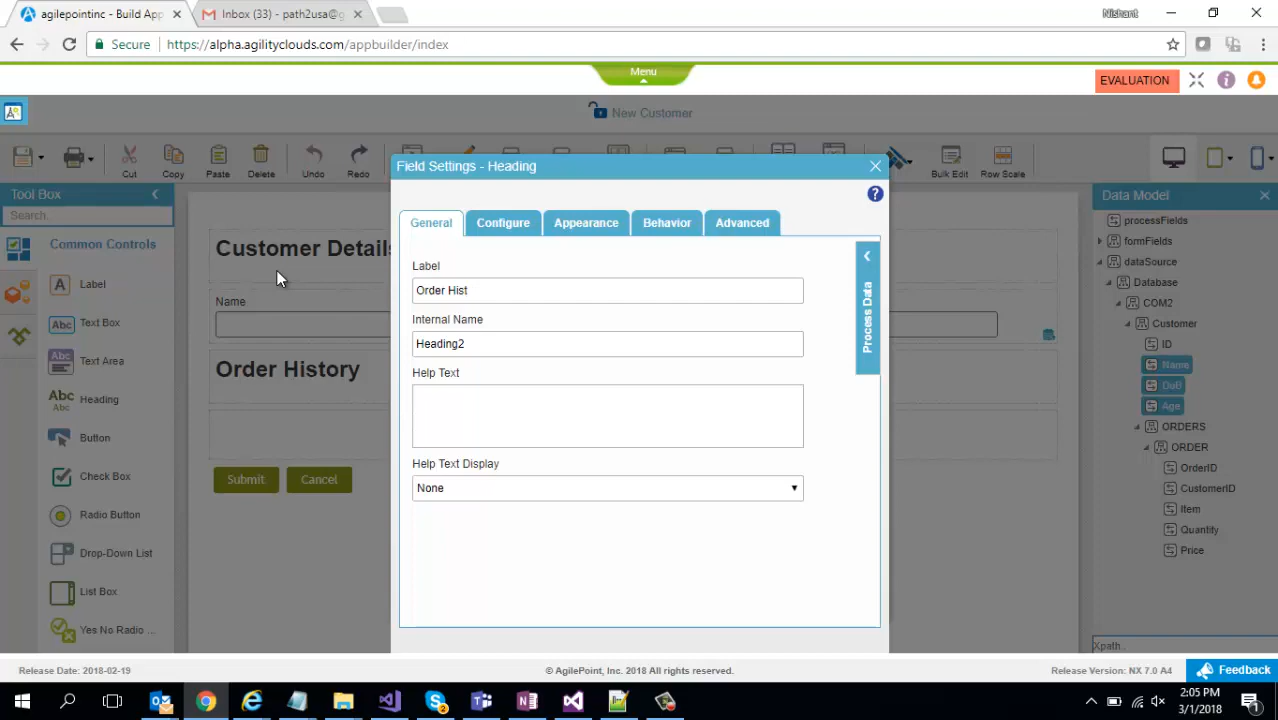 agilepointinc - Build App
Inbox (33) - path2usa@g
Nishant
Secure
https://alpha.agilityclouds.com/appbuilder/index
Menu
EVALUATION
New Customer
Cut
Copy
Paste
Delete
Undo
Redo
Bulk Edit
Row Scale
Field Settings - Heading
Tool Box
Search..
Common Controls
Label
Text Box
Text Area
Heading
Button
Check Box
Radio Button
Drop-Down List
List Box
Yes No Radio ...
Customer Details
Name
Order History
Submit
Cancel
General
Configure
Appearance
Behavior
Advanced
Label
Order Hist
Internal Name
Heading2
Help Text
Help Text Display
None
Process Data
Data Model
processFields
formFields
dataSource
Database
COM2
Customer
ID
Name
DoB
Age
ORDERS
ORDER
OrderID
CustomerID
Item
Quantity
Price
Xpath..
Release Date: 2018-02-19
© AgilePoint, Inc. 2018 All rights reserved.
Release Version: NX 7.0 A4
Feedback
2:05 PM
3/1/2018